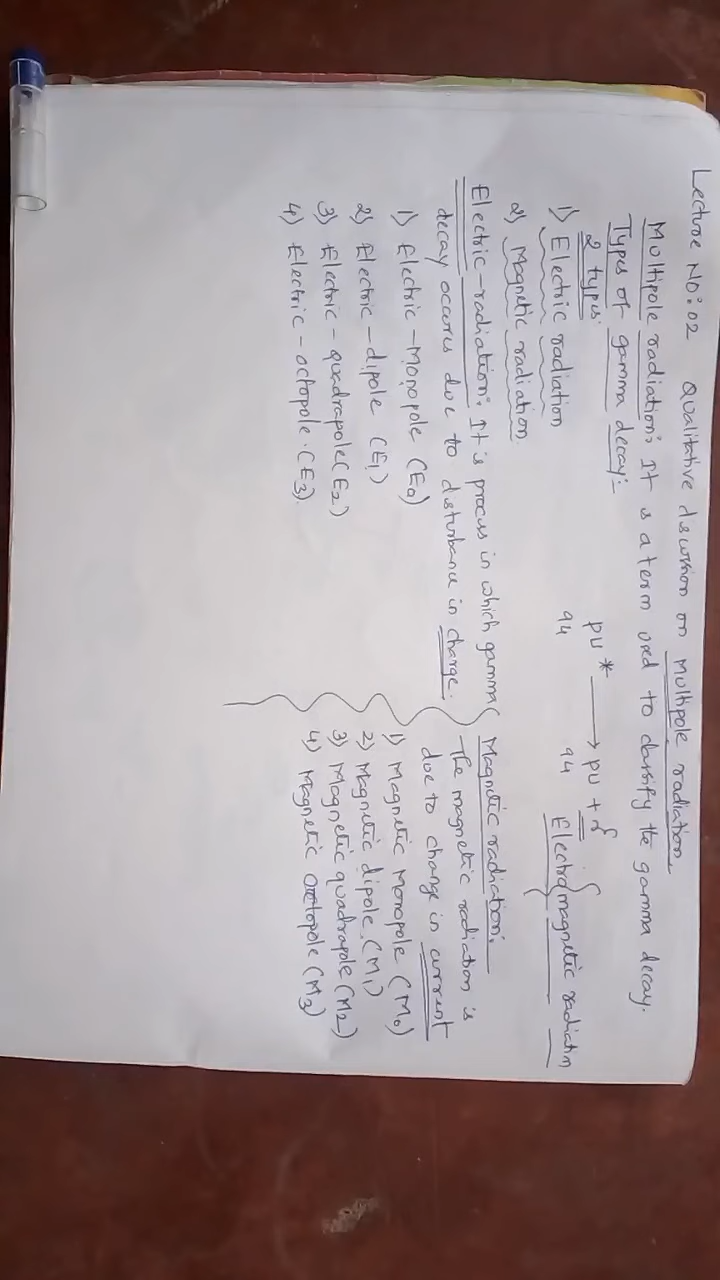 Lecture No: 02 Qualitative discussion on Multipole radiation.
Multipole radiation: It is a term used to classify the gamma decay.
Types of gamma decay:-
2 types:
1) Electric radiation
2) Magnetic radiation.
Pu* → Pu + γ
94 94
Electromagnetic radiation
Electric-radiation: It is process in which gamma
decay occures due to disturbance in charge.
1) Electric - Monopole (E0)
2) Electric - dipole (E1)
3) Electric - quadrapole (E2)
4) Electric - octopole. (E3).
Magnetic radiation:
The magnetic radiation is
due to change in current
1) Magnetic Monopole (M0)
2) Magnetic dipole. (M1)
3) Magnetic quadrapole (M2)
4) Magnetic Octopole (M3)